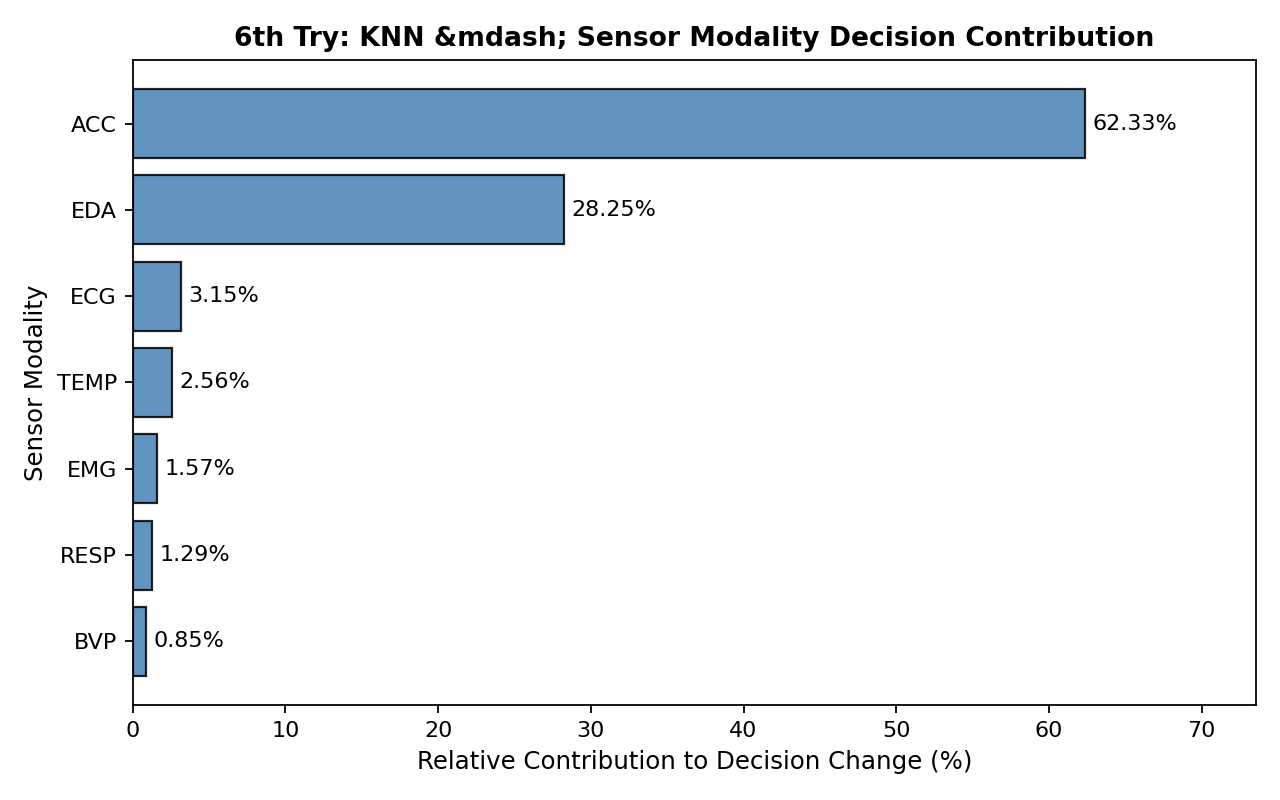 6th Try: KNN &mdash; Sensor Modality Decision Contribution
Sensor Modality
ACC 62.33%
EDA 28.25%
ECG 3.15%
TEMP 2.56%
EMG 1.57%
RESP 1.29%
BVP 0.85%
0 10 20 30 40 50 60 70
Relative Contribution to Decision Change (%)